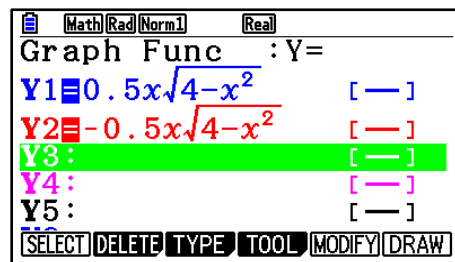 Math Rad Norm1 Real
Graph Func :Y=
Y1=0.5x√4-x²　[—]
Y2=-0.5x√4-x²　[—]
Y3:　[—]
Y4:　[—]
Y5:　[—]
SELECT DELETE TYPE TOOL MODIFY DRAW